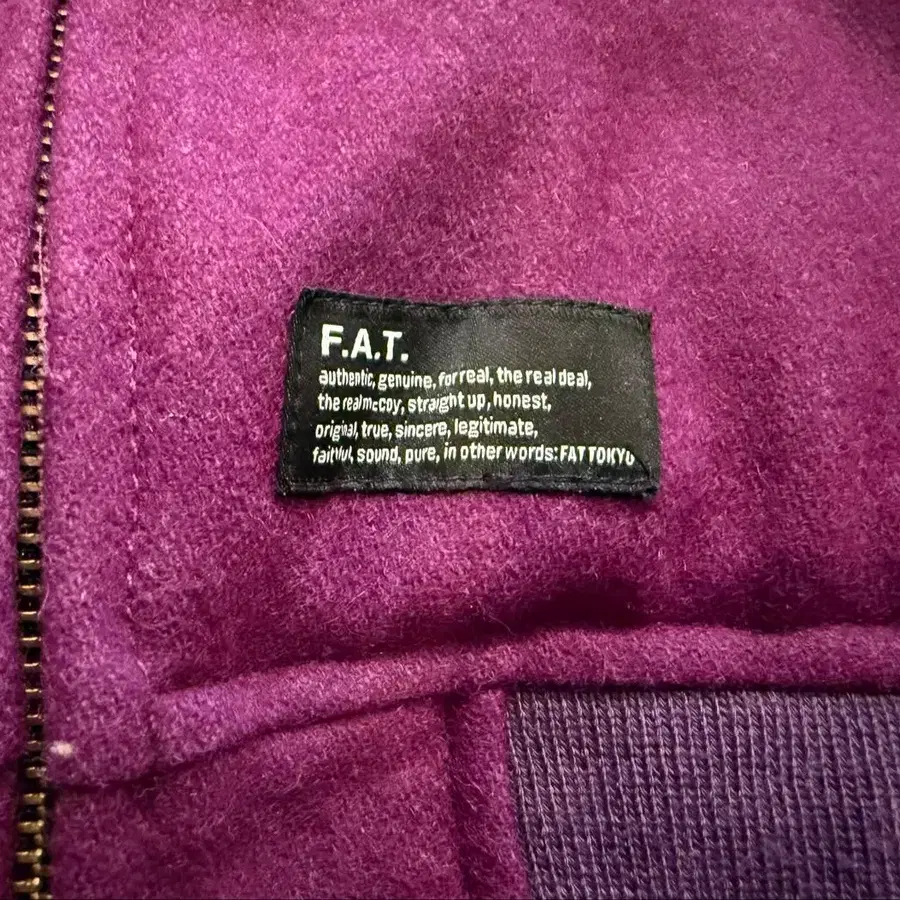 F.A.T.
authentic, genuine, for real, the real deal,
the real mccoy, straight up, honest,
original, true, sincere, legitimate,
faithful, sound, pure, in other words: FAT TOKYO